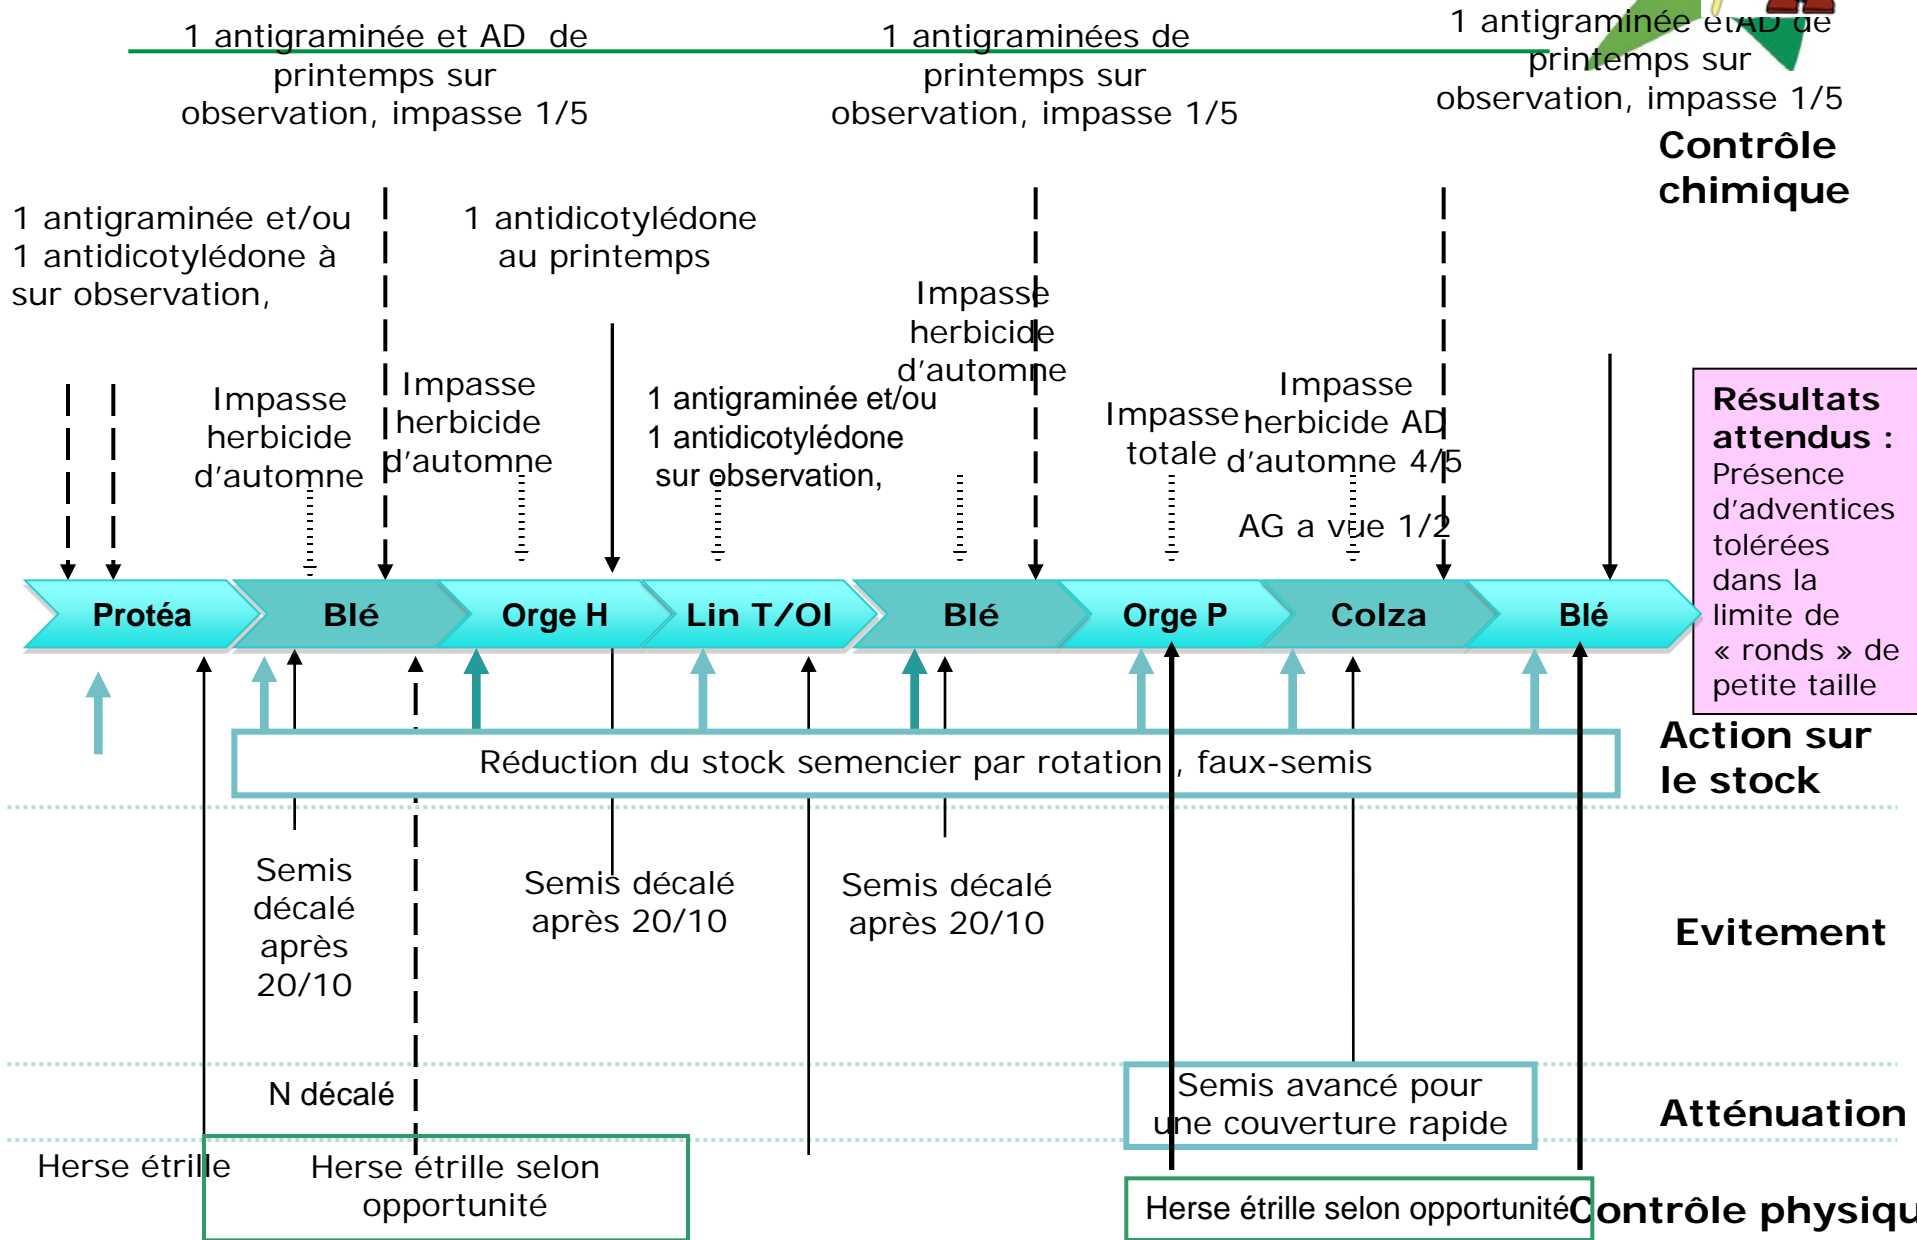 1 antigraminée et AD de
printemps sur
observation, impasse 1/5
1 antigraminées de
printemps sur
observation, impasse 1/5
1 antigraminée etAD de
printemps sur
observation, impasse 1/5
Contrôle
chimique
1 antigraminée et/ou
1 antidicotylédone à
sur observation,
1 antidicotylédone
au printemps
Impasse
herbicide
d'automne
Impasse
herbicide
d'automne
Impasse
herbicide
d'automne
1 antigraminée et/ou
1 antidicotylédone
sur observation,
Impasse
totale
Impasse
herbicide AD
d'automne 4/5
AG a vue 1/2
Résultats
attendus :
Présence
d'adventices
tolérées
dans la
limite de
« ronds » de
petite taille
Protéa
Blé
Orge H
Lin T/Ol
Blé
Orge P
Colza
Blé
Réduction du stock semencier par rotation , faux-semis
Action sur
le stock
Semis
décalé
après
20/10
Semis décalé
après 20/10
Semis décalé
après 20/10
Evitement
N décalé
Semis avancé pour
une couverture rapide
Atténuation
Herse étrille
Herse étrille selon
opportunité
Herse étrille selon opportunité
Contrôle physiqu